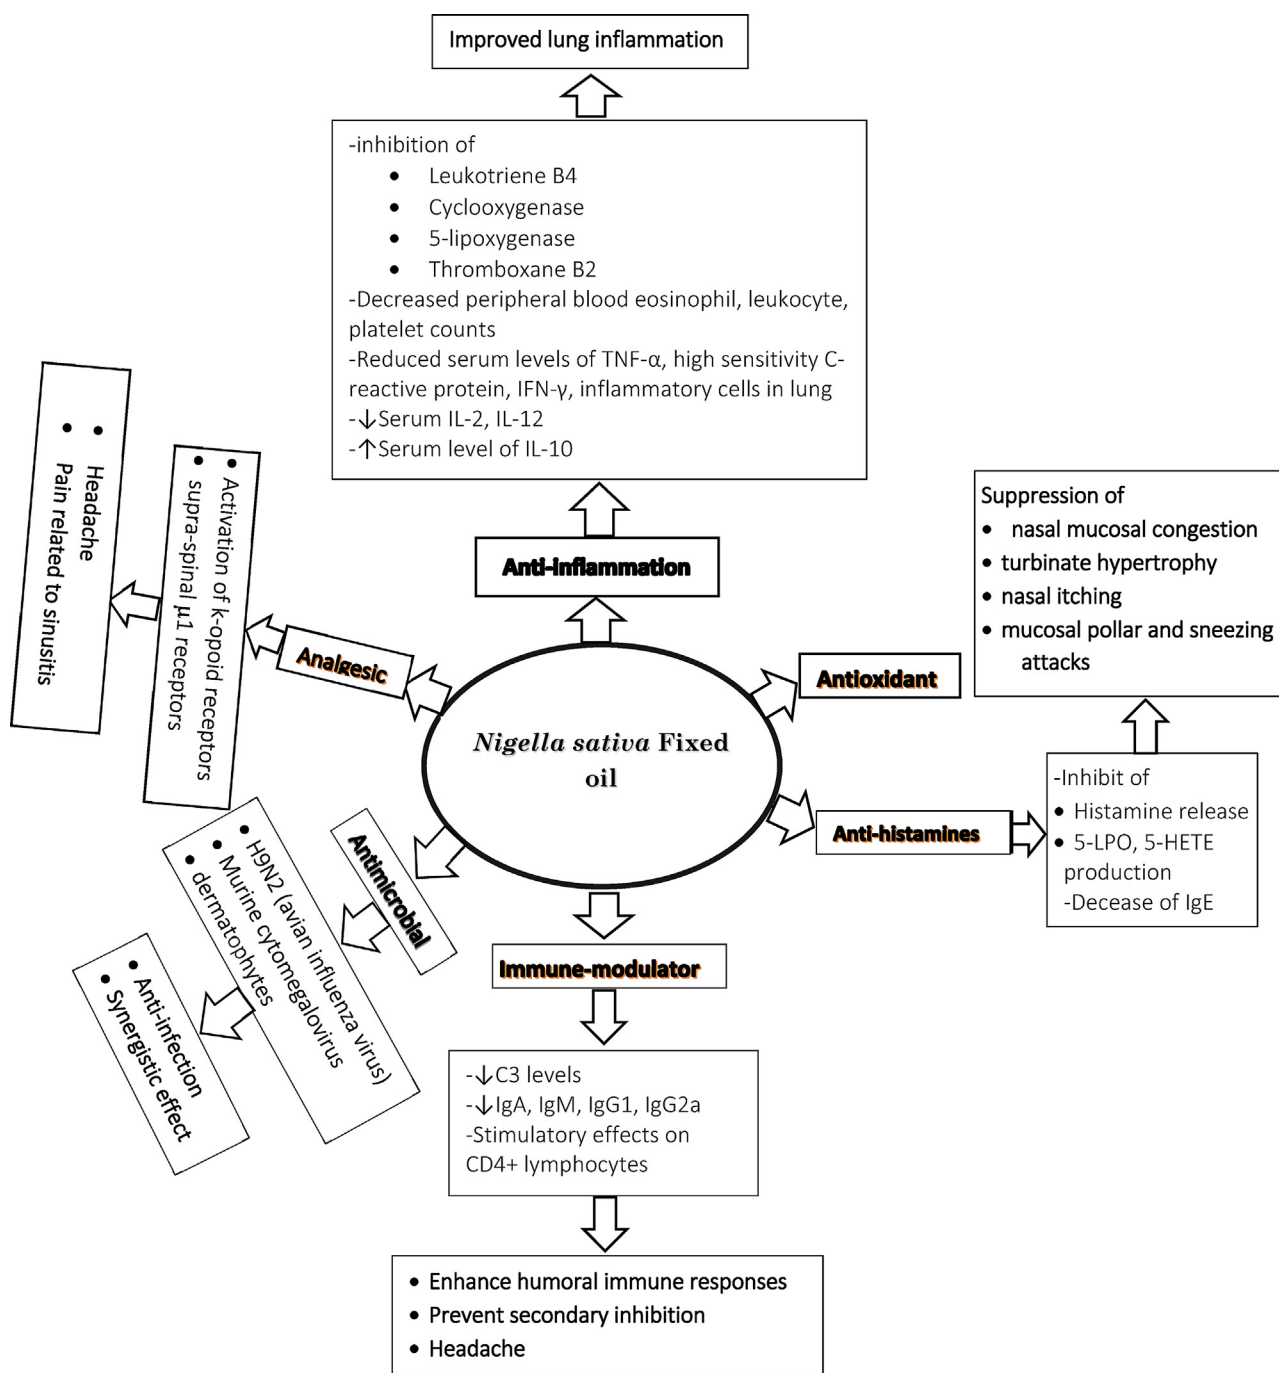 Improved lung inflammation
-inhibition of
• Leukotriene B4
• Cyclooxygenase
• 5-lipoxygenase
• Thromboxane B2
-Decreased peripheral blood eosinophil, leukocyte,
platelet counts
-Reduced serum levels of TNF-α, high sensitivity C-
reactive protein, IFN-γ, inflammatory cells in lung
-↓Serum IL-2, IL-12
-↑Serum level of IL-10
Anti-inflammation
• Headache
• Pain related to sinusitis
• Activation of k-opoid receptors
• supra-spinal µ1 receptors
Analgesic
Suppression of
• nasal mucosal congestion
• turbinate hypertrophy
• nasal itching
• mucosal pollar and sneezing
attacks
Antioxidant
Nigella sativa Fixed
oil
Anti-histamines
-Inhibit of
• Histamine release
• 5-LPO, 5-HETE
production
-Decease of IgE
Antimicrobial
• H9N2 (avian influenza virus)
• Murine cytomegalovirus
• dermatophytes
• Anti-infection
• Synergistic effect
Immune-modulator
-↓C3 levels
-↓IgA, IgM, IgG1, IgG2a
-Stimulatory effects on
CD4+ lymphocytes
• Enhance humoral immune responses
• Prevent secondary inhibition
• Headache